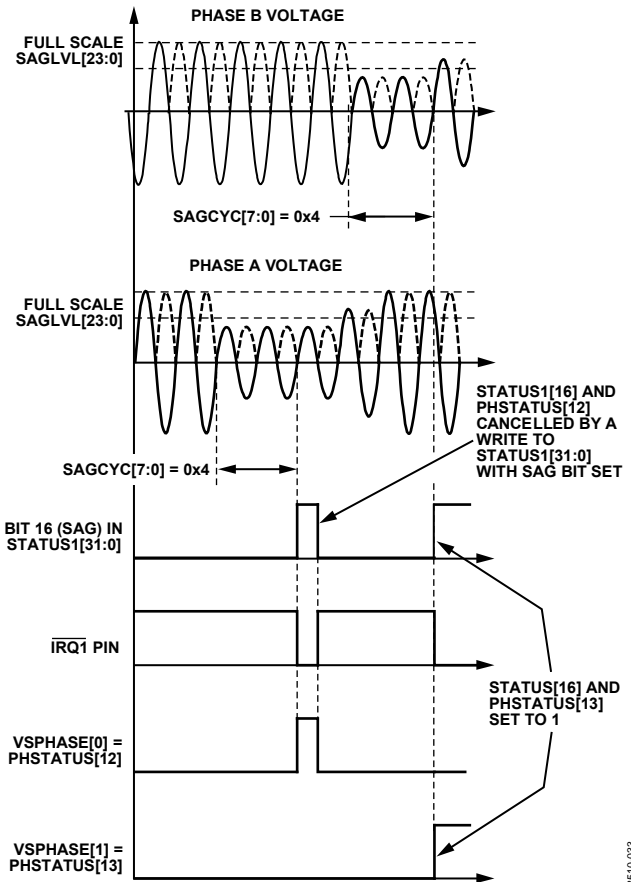 PHASE B VOLTAGE
FULL SCALE
SAGLVL[23:0]
SAGCYC[7:0] = 0x4
PHASE A VOLTAGE
FULL SCALE
SAGLVL[23:0]
STATUS1[16] AND
PHSTATUS[12]
CANCELLED BY A
WRITE TO
STATUS1[31:0]
WITH SAG BIT SET
SAGCYC[7:0] = 0x4
BIT 16 (SAG) IN
STATUS1[31:0]
IRQ1 PIN
STATUS[16] AND
PHSTATUS[13]
SET TO 1
VSPHASE[0] =
PHSTATUS[12]
VSPHASE[1] =
PHSTATUS[13]